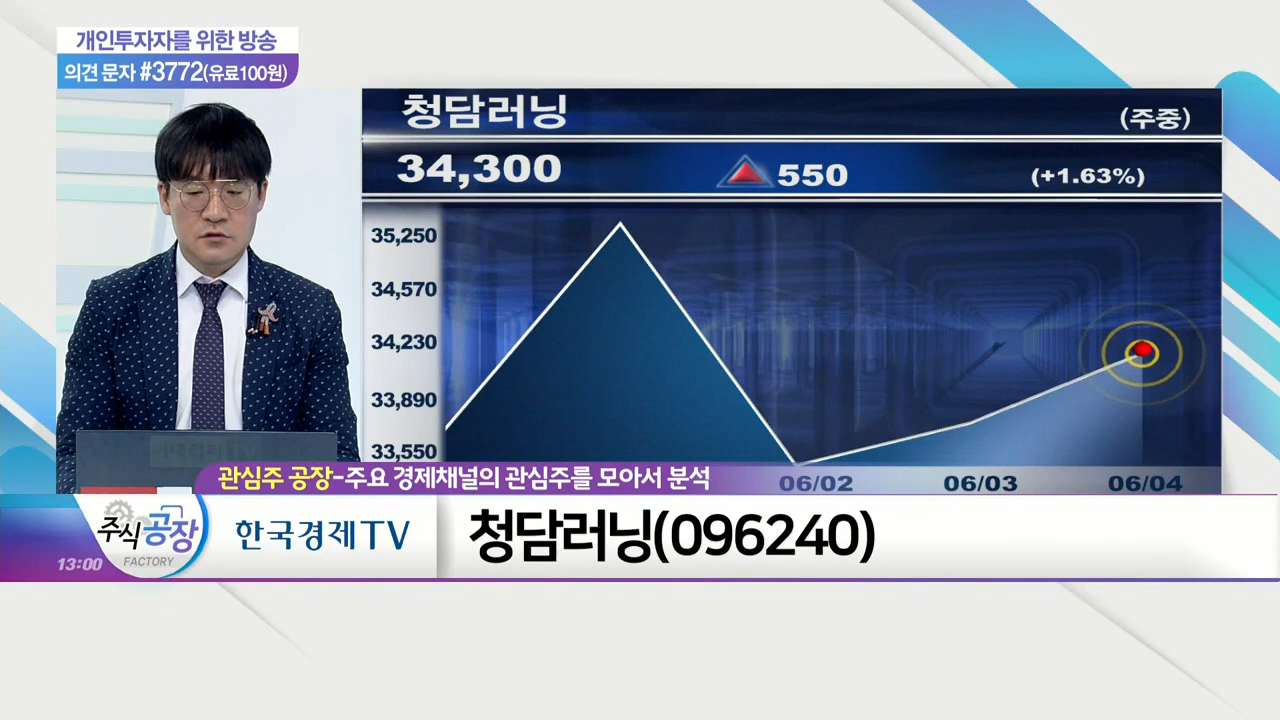 개인투자자를 위한 방송
의견 문자 #3772(유료100원)
청담러닝
(주중)
34,300
550
(+1.63%)
35,250
34,570
34,230
33,890
33,550
06/02
06/03
06/04
관심주 공장-주요 경제채널의 관심주를 모아서 분석
주식공장
FACTORY
13:00
한국경제TV
청담러닝(096240)